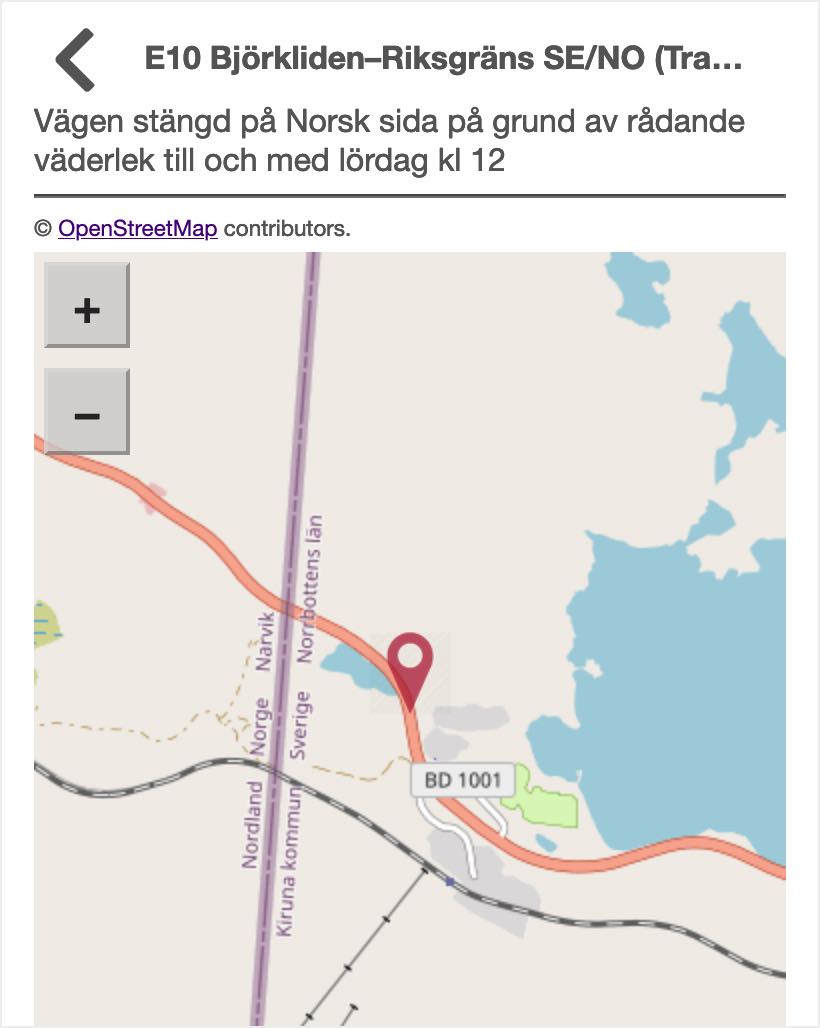 E10 Björkliden–Riksgräns SE/NO (Tra...
Vägen stängd på Norsk sida på grund av rådande
väderlek till och med lördag kl 12
© OpenStreetMap contributors.
+
−
Narvik
Norrbottens län
Norge
Sverige
Nordland
Kiruna kommun
BD 1001